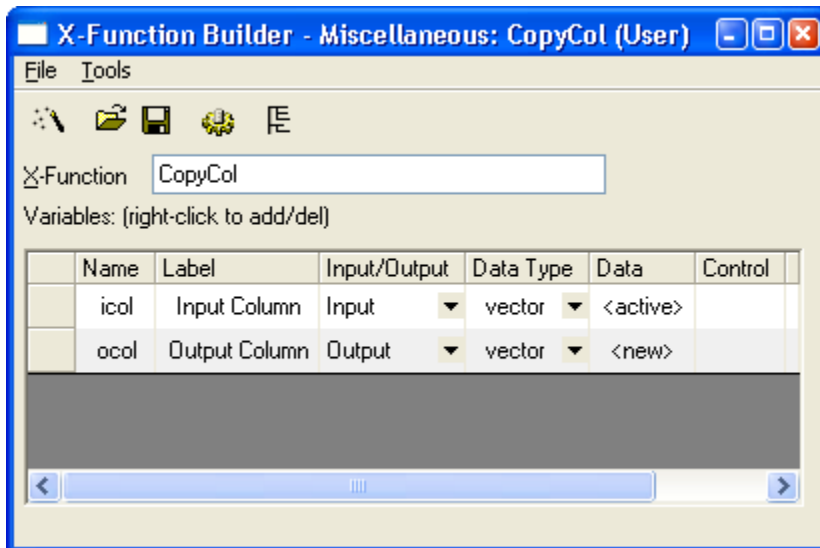 X-Function Builder - Miscellaneous: CopyCol (User)
File Tools
X-Function CopyCol
Variables: (right-click to add/del)
Name Label Input/Output Data Type Data Control
icol Input Column Input vector <active>
ocol Output Column Output vector <new>